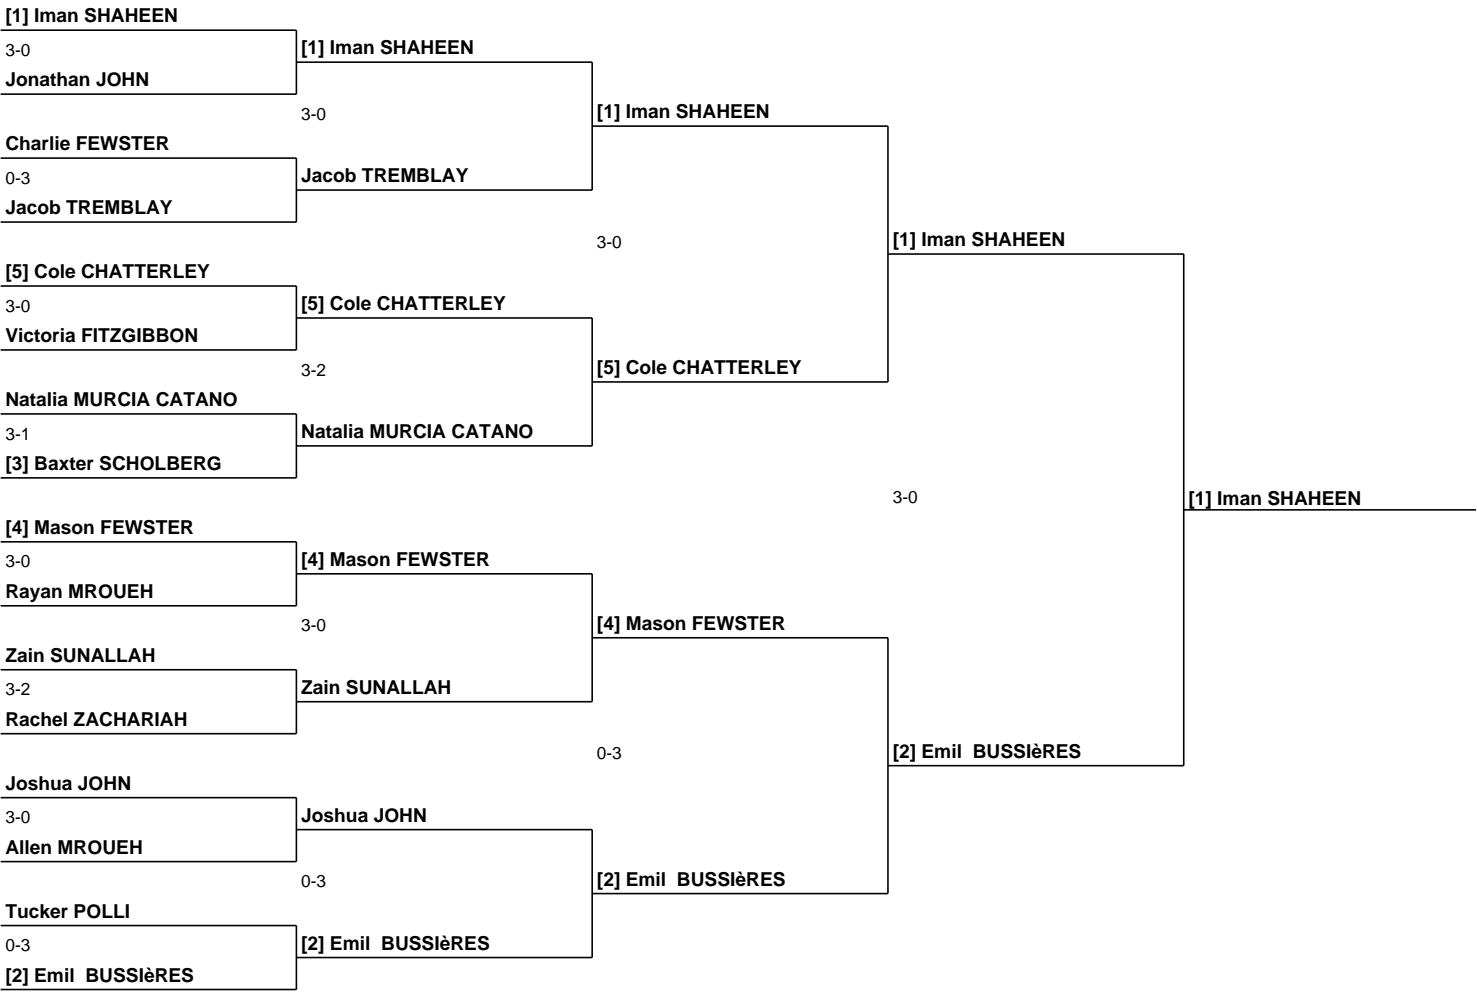 [1] Iman SHAHEEN
3-0
Jonathan JOHN
Charlie FEWSTER
0-3
Jacob TREMBLAY
[5] Cole CHATTERLEY
3-0
Victoria FITZGIBBON
Natalia MURCIA CATANO
3-1
[3] Baxter SCHOLBERG
[4] Mason FEWSTER
3-0
Rayan MROUEH
Zain SUNALLAH
3-2
Rachel ZACHARIAH
Joshua JOHN
3-0
Allen MROUEH
Tucker POLLI
0-3
[2] Emil  BUSSIèRES
[1] Iman SHAHEEN
3-0
Jacob TREMBLAY
[5] Cole CHATTERLEY
3-2
Natalia MURCIA CATANO
[4] Mason FEWSTER
3-0
Zain SUNALLAH
Joshua JOHN
0-3
[2] Emil  BUSSIèRES
[1] Iman SHAHEEN
3-0
[5] Cole CHATTERLEY
[4] Mason FEWSTER
0-3
[2] Emil  BUSSIèRES
[1] Iman SHAHEEN
3-0
[2] Emil  BUSSIèRES
[1] Iman SHAHEEN